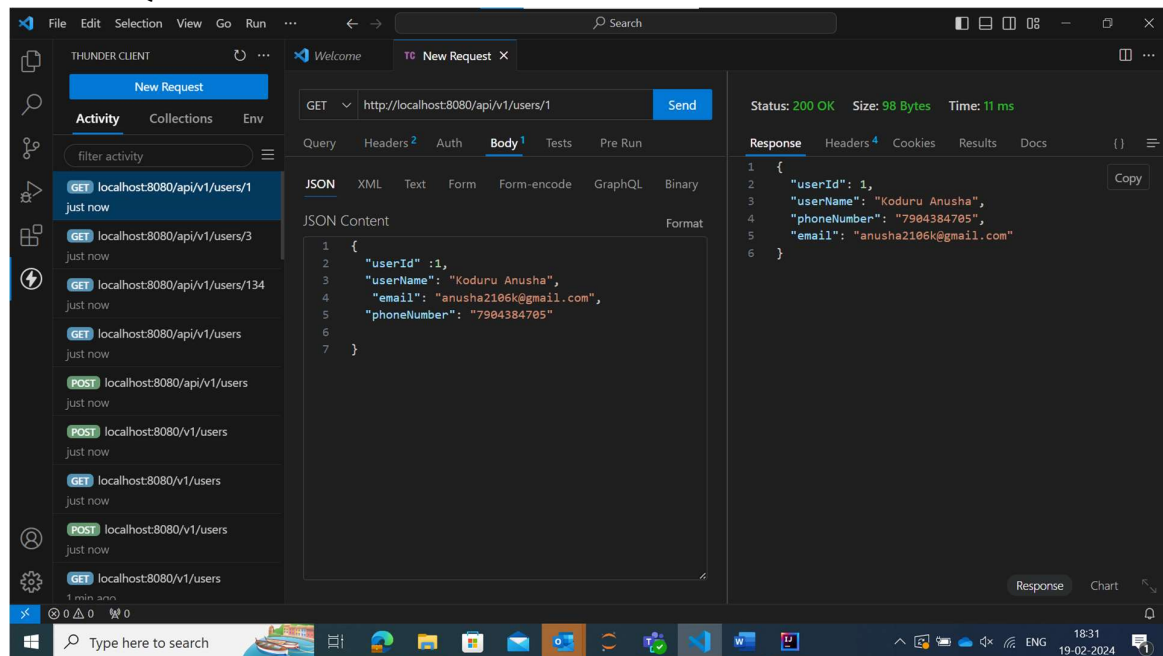 File Edit Selection View Go Run ··· ← → Search
THUNDER CLIENT
New Request
Activity Collections Env
filter activity
GET localhost:8080/api/v1/users/1
just now
GET localhost:8080/api/v1/users/3
just now
GET localhost:8080/api/v1/users/134
just now
GET localhost:8080/api/v1/users
just now
POST localhost:8080/api/v1/users
just now
POST localhost:8080/v1/users
just now
GET localhost:8080/v1/users
just now
POST localhost:8080/v1/users
just now
GET localhost:8080/v1/users
1 min ago
Welcome TC New Request
GET http://localhost:8080/api/v1/users/1 Send
Query Headers 2 Auth Body 1 Tests Pre Run
JSON XML Text Form Form-encode GraphQL Binary
JSON Content Format
1 {
2 "userId" :1,
3 "userName": "Koduru Anusha",
4 "email": "anusha2106k@gmail.com",
5 "phoneNumber": "7904384705"
6
7 }
Status: 200 OK Size: 98 Bytes Time: 11 ms
Response Headers 4 Cookies Results Docs {}
Copy
1 {
2 "userId": 1,
3 "userName": "Koduru Anusha",
4 "phoneNumber": "7904384705",
5 "email": "anusha2106k@gmail.com"
6 }
Response Chart
0 0 0
Type here to search
ENG
18:31
19-02-2024
1